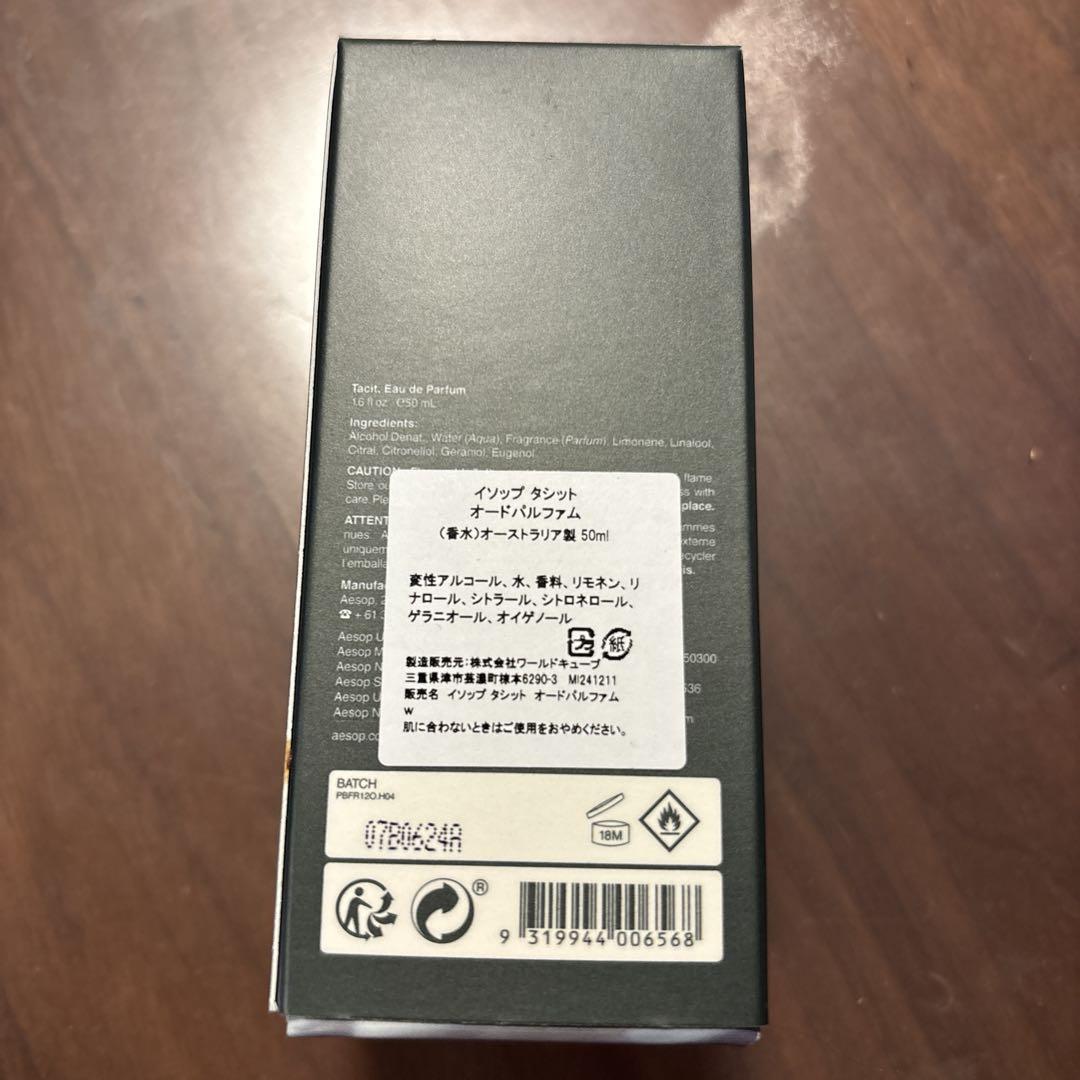 Tacit. Eau de Parfum
1.6 fl oz ℮50 mL
Ingredients:
Alcohol Denat., Water (Aqua), Fragrance (Parfum), Limonene, Linalool,
Citral, Citronellol, Geraniol, Eugenol.
CAUTION flame.
Store with
care. place.
ATTENT
nues.
uniquem
l'emballa
Manufac
Aesop, 2
☎ + 61 3
Aesop U
Aesop M 50300
Aesop N
Aesop S 536
Aesop U
Aesop N
aesop.co
イソップ タシット
オードパルファム
(香水)オーストラリア製 50ml
変性アルコール、水、香料、リモネン、リ
ナロール、シトラール、シトロネロール、
ゲラニオール、オイゲノール
紙
製造販売元:株式会社ワールドキューブ
三重県津市芸濃町椋本6290-3 MI241211
販売名 イソップ タシット オードパルファム
w
肌に合わないときはご使用をおやめください。
BATCH
PBFR12O.H04
07B0624A
18M
®
9 319944 006568